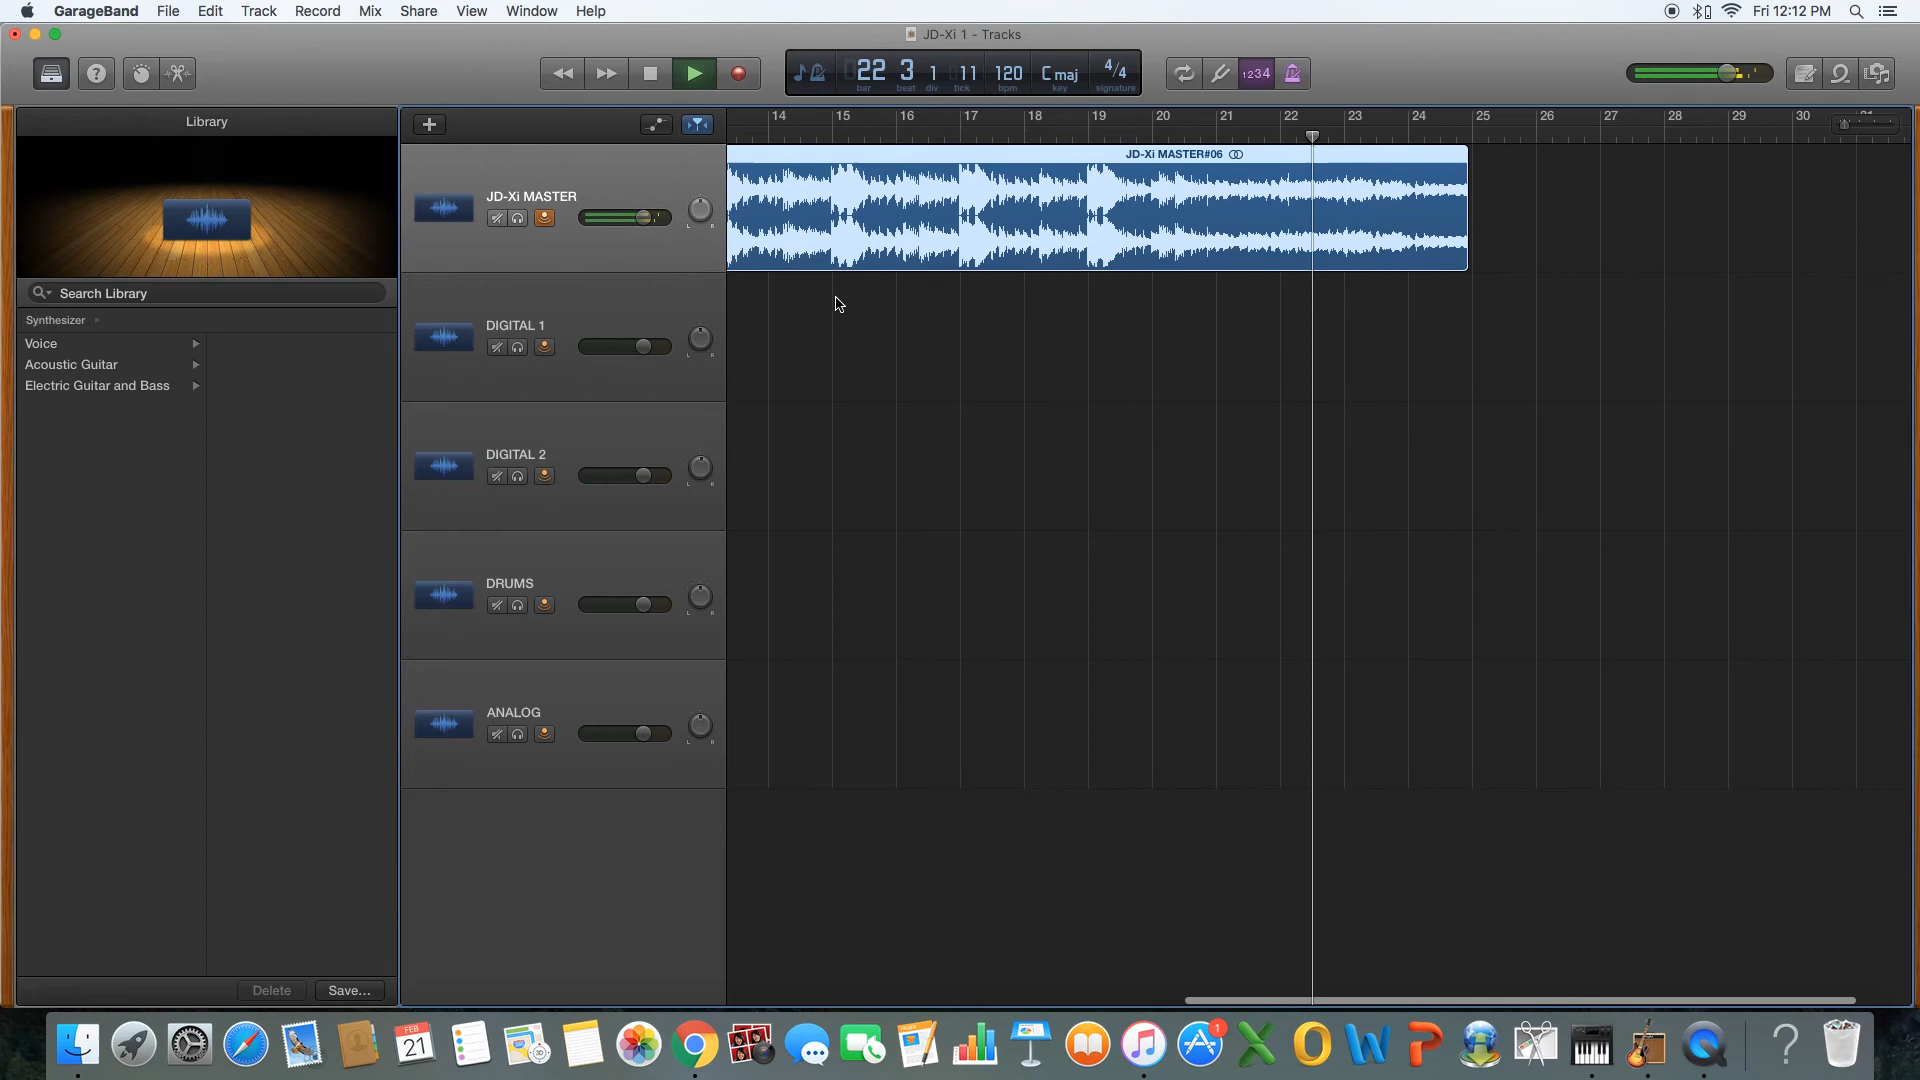 GarageBand File Edit Track Record Mix Share View Window Help
Fri 12:12 PM
JD-Xi 1 - Tracks
22 3 1 11 120 C maj 4/4
bar beat div tick bpm key signature
1234
Library
14 15 16 17 18 19 20 21 22 23 24 25 26 27 28 29 30 31
JD-Xi MASTER#06
JD-Xi MASTER
L R
Search Library
Synthesizer
Voice
Acoustic Guitar
Electric Guitar and Bass
DIGITAL 1
L R
DIGITAL 2
L R
DRUMS
L R
ANALOG
L R
Delete Save...
FEB
21
PAGES
1